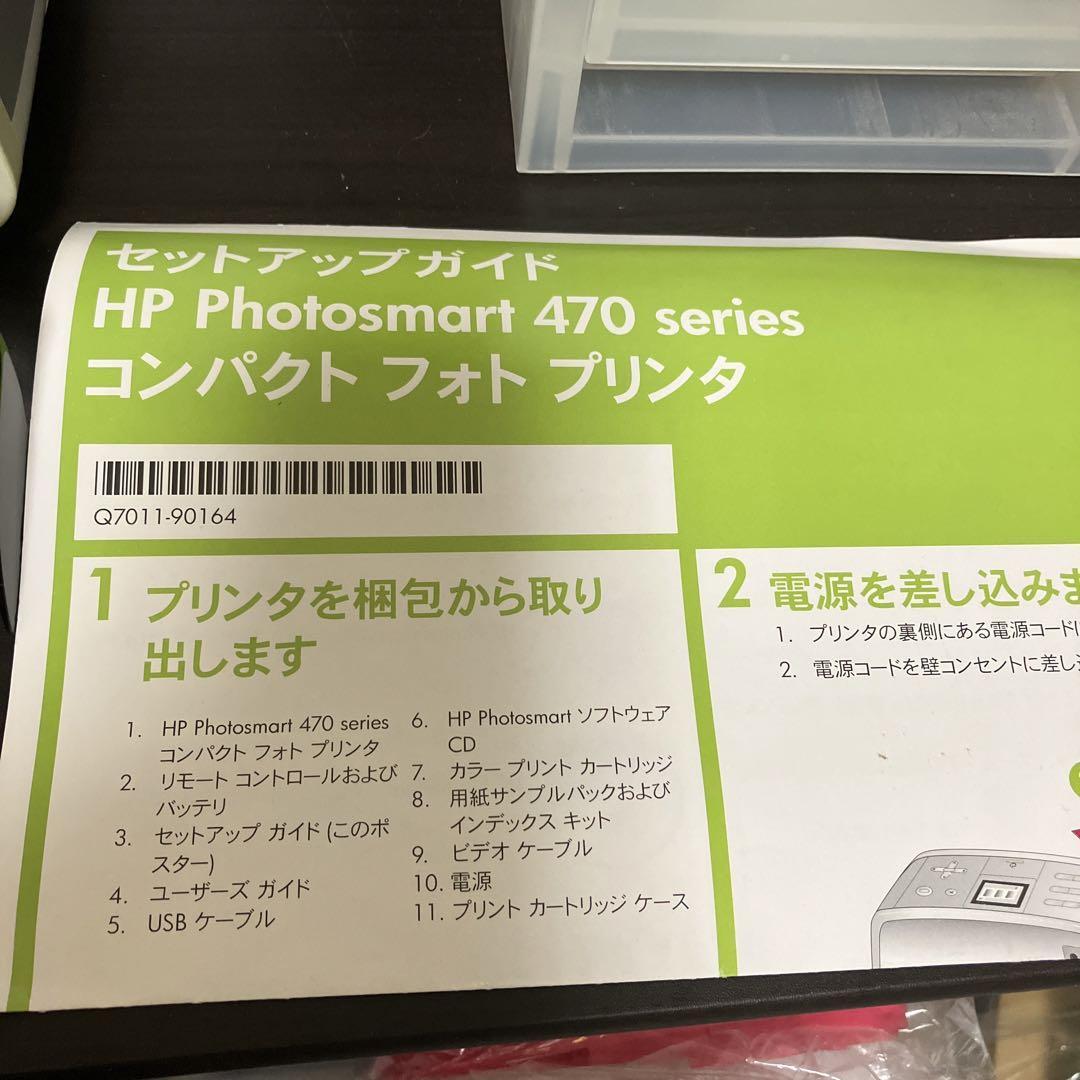 セットアップガイド
HP Photosmart 470 series
コンパクト フォト プリンタ
Q7011-90164
1 プリンタを梱包から取り
出します
1. HP Photosmart 470 series
コンパクト フォト プリンタ
2. リモート コントロールおよび
バッテリ
3. セットアップ ガイド (このポ
スター)
4. ユーザーズ ガイド
5. USB ケーブル
6. HP Photosmart ソフトウェア
CD
7. カラー プリント カートリッジ
8. 用紙サンプルパックおよび
インデックス キット
9. ビデオ ケーブル
10. 電源
11. プリント カートリッジ ケース
2 電源を差し込みま
1. プリンタの裏側にある電源コード
2. 電源コードを壁コンセントに差し